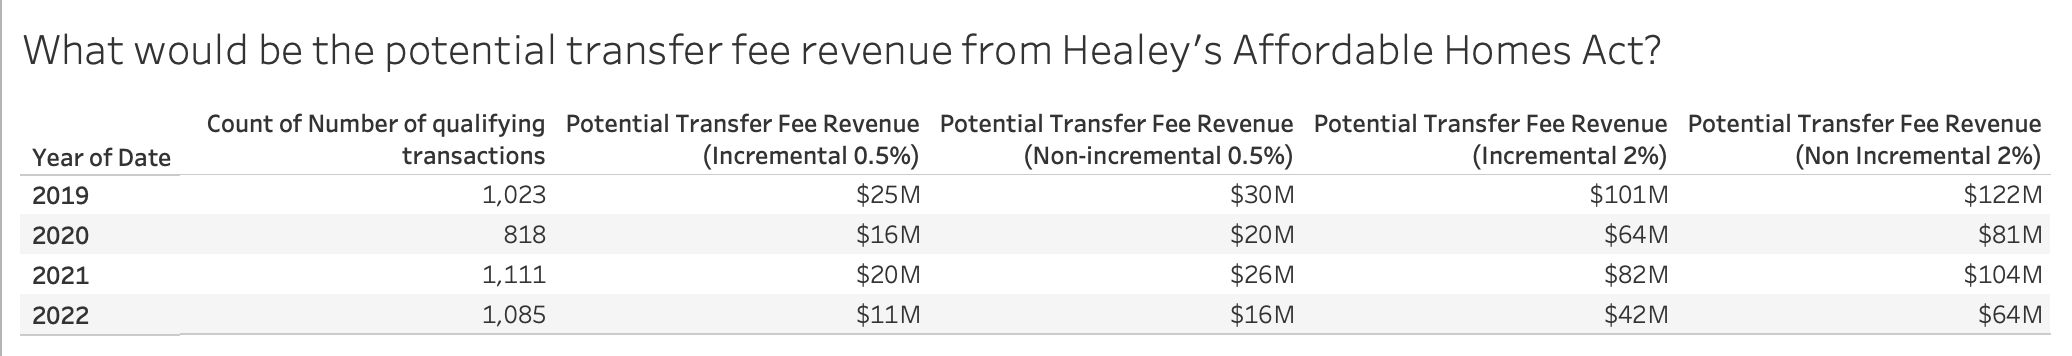 What would be the potential transfer fee revenue from Healey's Affordable Homes Act?
Count of Number of qualifying Potential Transfer Fee Revenue Potential Transfer Fee Revenue Potential Transfer Fee Revenue Potential Transfer Fee Revenue
Year of Date transactions (Incremental 0.5%) (Non-incremental 0.5%) (Incremental 2%) (Non Incremental 2%)
2019 1,023 $25M $30M $101M $122M
2020 818 $16M $20M $64M $81M
2021 1,111 $20M $26M $82M $104M
2022 1,085 $11M $16M $42M $64M